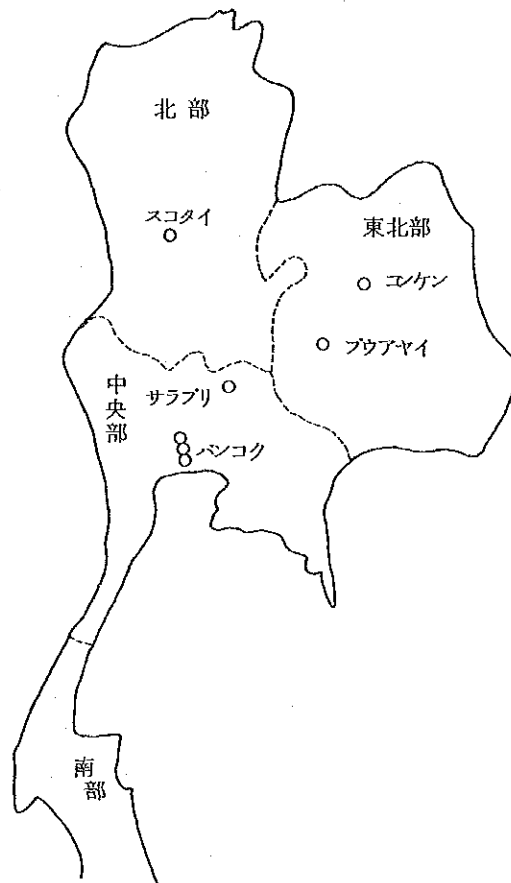 北部
スコタイ
東北部
コンケン
ブウアヤイ
中央部
サラブリ
バンコク
南部